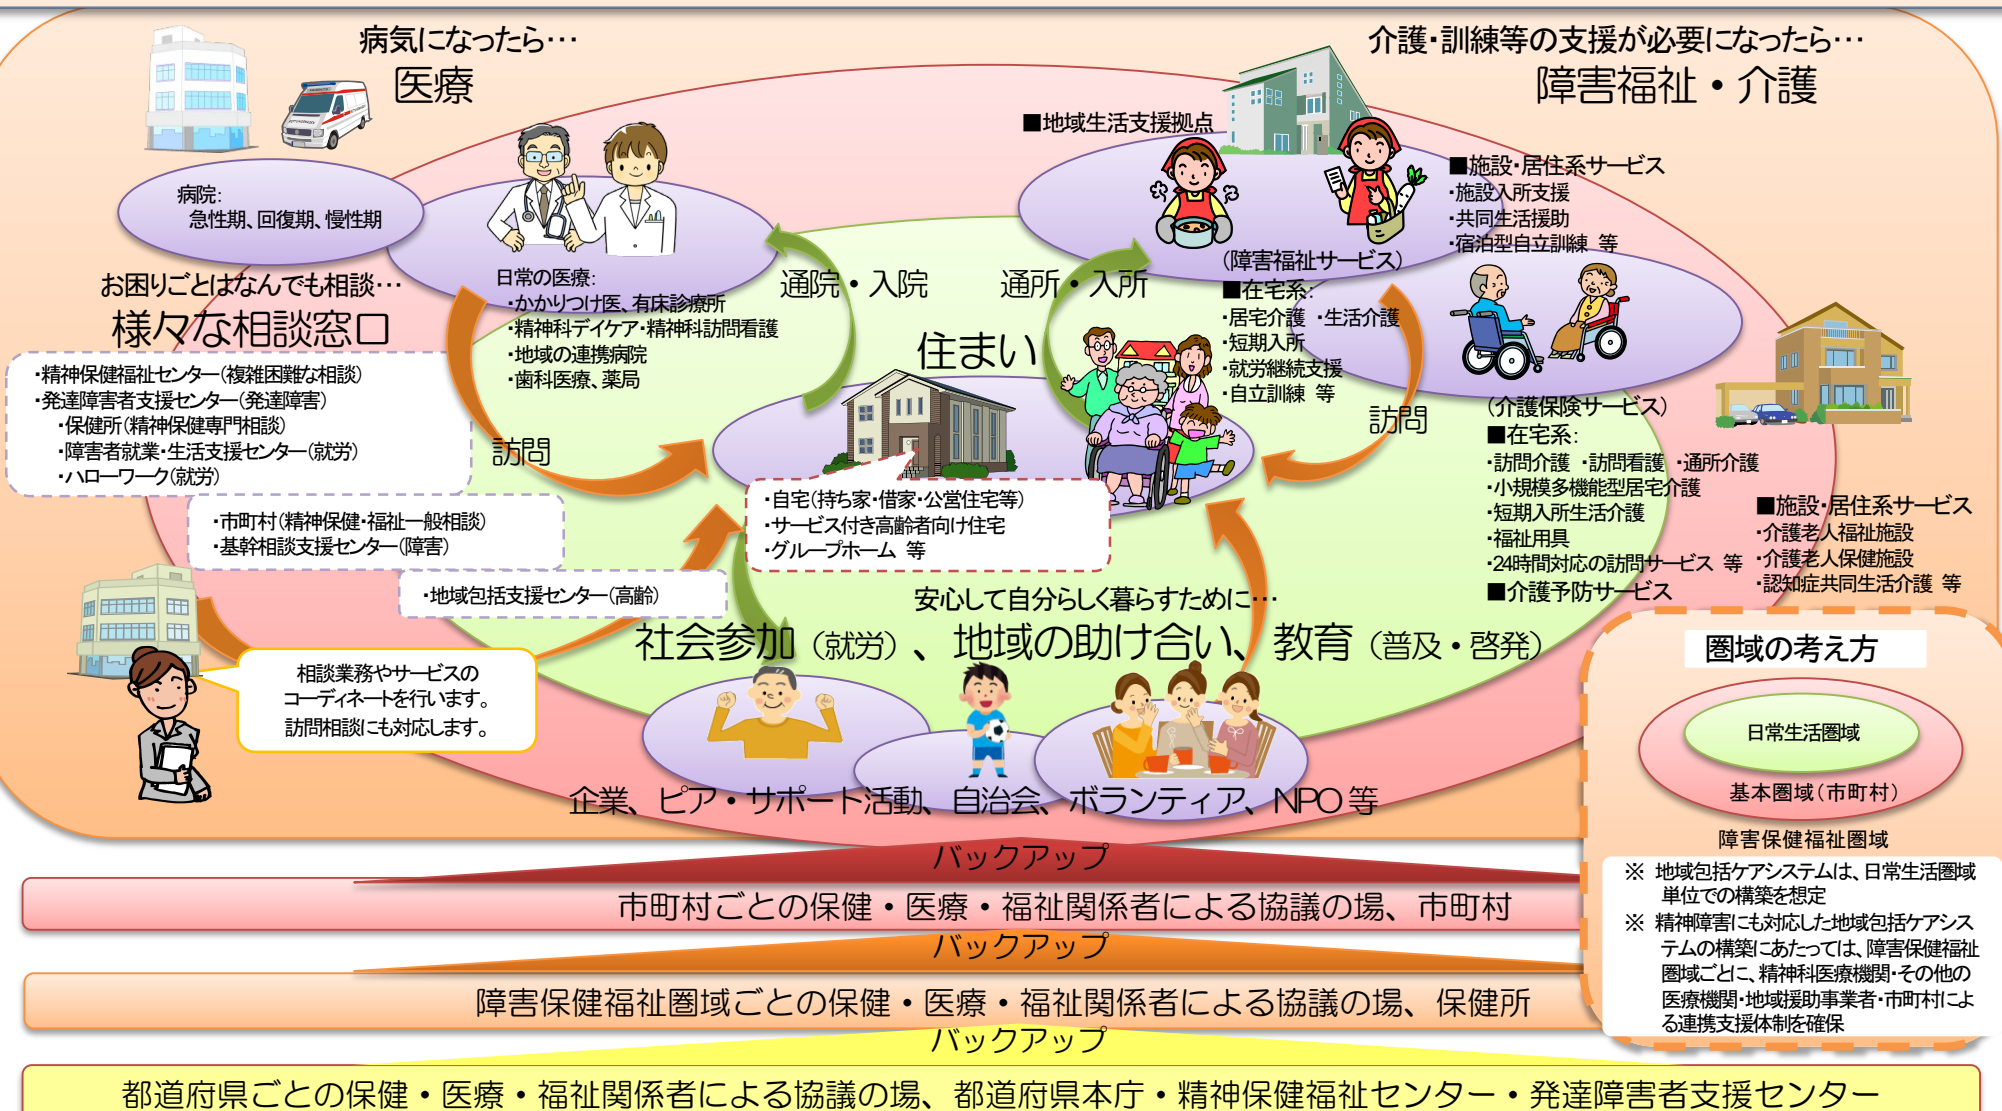 病気になったら…
医療
介護・訓練等の支援が必要になったら…
障害福祉・介護
病院:
急性期、回復期、慢性期
日常の医療:
・かかりつけ医、有床診療所
・精神科デイケア・精神科訪問看護
・地域の連携病院
・歯科医療、薬局
通院・入院
訪問
お困りごとはなんでも相談…
様々な相談窓口
・精神保健福祉センター(複雑困難な相談)
・発達障害者支援センター(発達障害)
・保健所(精神保健専門相談)
・障害者就業・生活支援センター(就労)
・ハローワーク(就労)
・市町村(精神保健・福祉一般相談)
・基幹相談支援センター(障害)
・地域包括支援センター(高齢)
相談業務やサービスの
コーディネートを行います。
訪問相談にも対応します。
住まい
・自宅(持ち家・借家・公営住宅等)
・サービス付き高齢者向け住宅
・グループホーム 等
通所・入所
■地域生活支援拠点
■施設・居住系サービス
・施設入所支援
・共同生活援助
・宿泊型自立訓練 等
(障害福祉サービス)
■在宅系:
・居宅介護 ・生活介護
・短期入所
・就労継続支援
・自立訓練 等
訪問
(介護保険サービス)
■在宅系:
・訪問介護 ・訪問看護 ・通所介護
・小規模多機能型居宅介護
・短期入所生活介護
・福祉用具
・24時間対応の訪問サービス 等
■介護予防サービス
■施設・居住系サービス
・介護老人福祉施設
・介護老人保健施設
・認知症共同生活介護 等
安心して自分らしく暮らすために…
社会参加（就労）、地域の助け合い、教育（普及・啓発）
企業、ピア・サポート活動、自治会、ボランティア、NPO等
圏域の考え方
日常生活圏域
基本圏域(市町村)
障害保健福祉圏域
※ 地域包括ケアシステムは、日常生活圏域
単位での構築を想定
※ 精神障害にも対応した地域包括ケアシス
テムの構築にあたっては、障害保健福祉
圏域ごとに、精神科医療機関・その他の
医療機関・地域援助事業者・市町村によ
る連携支援体制を確保
バックアップ
市町村ごとの保健・医療・福祉関係者による協議の場、市町村
バックアップ
障害保健福祉圏域ごとの保健・医療・福祉関係者による協議の場、保健所
バックアップ
都道府県ごとの保健・医療・福祉関係者による協議の場、都道府県本庁・精神保健福祉センター・発達障害者支援センター